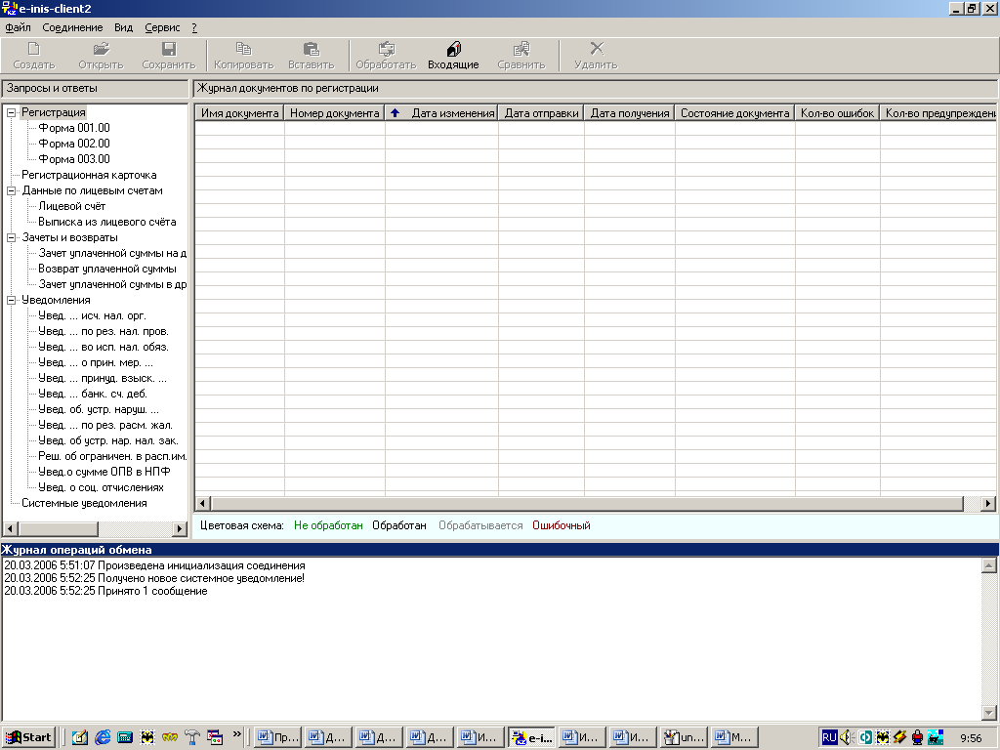 e-inis-client2
Файл Соединение Вид Сервис ?
Создать Открыть Сохранить Копировать Вставить Обработать Входящие Сравнить Удалить
Запросы и ответы
Журнал документов по регистрации
Имя документа Номер документа Дата изменения Дата отправки Дата получения Состояние документа Кол-во ошибок Кол-во предупрежден
Регистрация
Форма 001.00
Форма 002.00
Форма 003.00
Регистрационная карточка
Данные по лицевым счетам
Лицевой счёт
Выписка из лицевого счёта
Зачеты и возвраты
Зачет уплаченной суммы на д
Возврат уплаченной суммы
Зачет уплаченной суммы в др
Уведомления
Увед. ... исч. нал. орг.
Увед. ... по рез. нал. пров.
Увед. ... во исп. нал. обяз.
Увед. ... о прин. мер. ...
Увед. ... принуд. взыск. ...
Увед. ... банк. сч. деб.
Увед. об. устр. наруш. ...
Увед. ... по рез. расм. жал.
Увед. об устр. нар. нал. зак.
Реш. об ограничен. в расп.им.
Увед.о сумме ОПВ в НПФ
Увед. о соц. отчислениях
Системные уведомления
Цветовая схема: Не обработан Обработан Обрабатывается Ошибочный
Журнал операций обмена
20.03.2006 5:51:07 Произведена инициализация соединения
20.03.2006 5:52:25 Получено новое системное уведомление!
20.03.2006 5:52:25 Принято 1 сообщение
Start » Пр... Д... Д... Д... И... e-i... И... И... un... М... RU 9:56